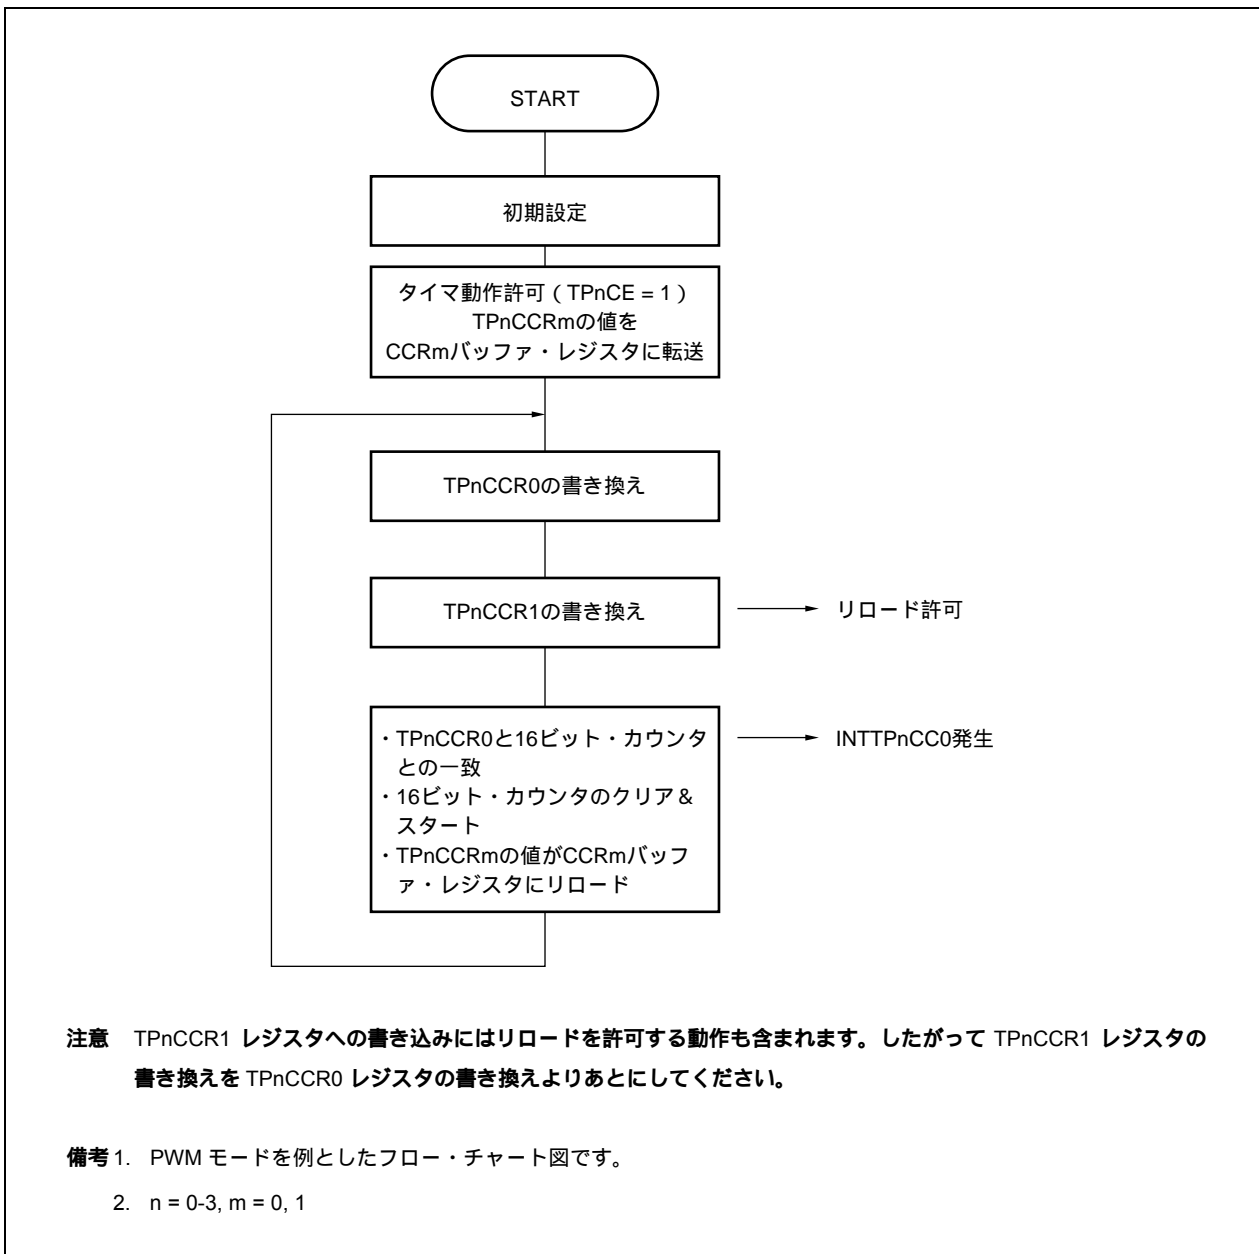 START
初期設定
タイマ動作許可(TPnCE = 1)
TPnCCRmの値を
CCRmバッファ・レジスタに転送
TPnCCR0の書き換え
TPnCCR1の書き換え
リロード許可
・TPnCCR0と16ビット・カウンタ
との一致
・16ビット・カウンタのクリア&
スタート
・TPnCCRmの値がCCRmバッフ
ァ・レジスタにリロード
INTTPnCC0発生
注意 TPnCCR1 レジスタへの書き込みにはリロードを許可する動作も含まれます。したがって TPnCCR1 レジスタの
書き換えを TPnCCR0 レジスタの書き換えよりあとにしてください。
備考1. PWM モードを例としたフロー・チャート図です。
2. n = 0-3, m = 0, 1